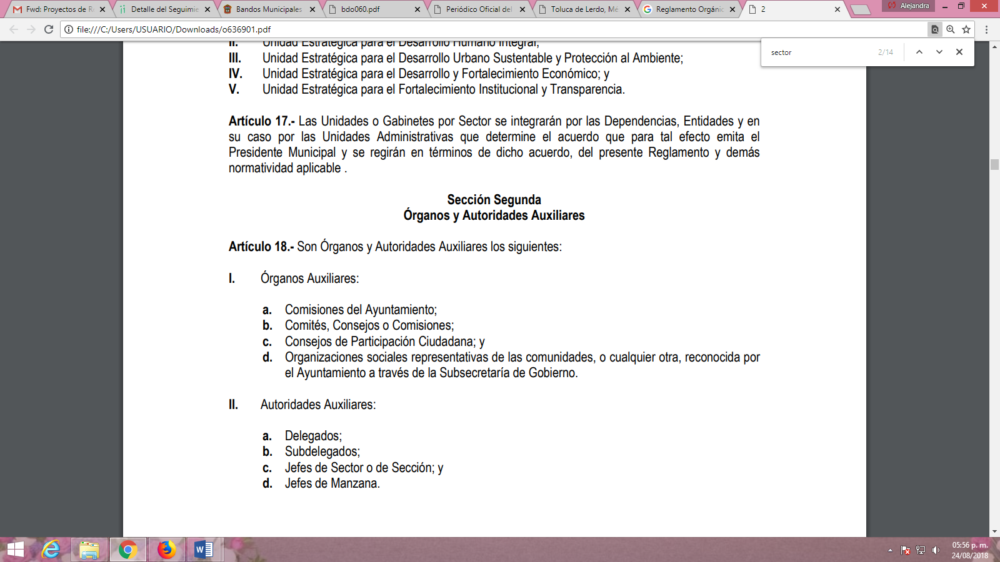 Fwd: Proyectos de Re
Detalle del Seguimie
Bandos Municipales
bdo060.pdf
Periódico Oficial del
Toluca de Lerdo, Mé
Reglamento Orgánic
2
Alejandra
file:///C:/Users/USUARIO/Downloads/o636901.pdf
sector 2/14
II. Unidad Estratégica para el Desarrollo Humano Integral;
III. Unidad Estratégica para el Desarrollo Urbano Sustentable y Protección al Ambiente;
IV. Unidad Estratégica para el Desarrollo y Fortalecimiento Económico; y
V. Unidad Estratégica para el Fortalecimiento Institucional y Transparencia.
Artículo 17.- Las Unidades o Gabinetes por Sector se integrarán por las Dependencias, Entidades y en
su caso por las Unidades Administrativas que determine el acuerdo que para tal efecto emita el
Presidente Municipal y se regirán en términos de dicho acuerdo, del presente Reglamento y demás
normatividad aplicable .
Sección Segunda
Órganos y Autoridades Auxiliares
Artículo 18.- Son Órganos y Autoridades Auxiliares los siguientes:
I. Órganos Auxiliares:
a. Comisiones del Ayuntamiento;
b. Comités, Consejos o Comisiones;
c. Consejos de Participación Ciudadana; y
d. Organizaciones sociales representativas de las comunidades, o cualquier otra, reconocida por
el Ayuntamiento a través de la Subsecretaría de Gobierno.
II. Autoridades Auxiliares:
a. Delegados;
b. Subdelegados;
c. Jefes de Sector o de Sección; y
d. Jefes de Manzana.
05:56 p. m.
24/08/2018